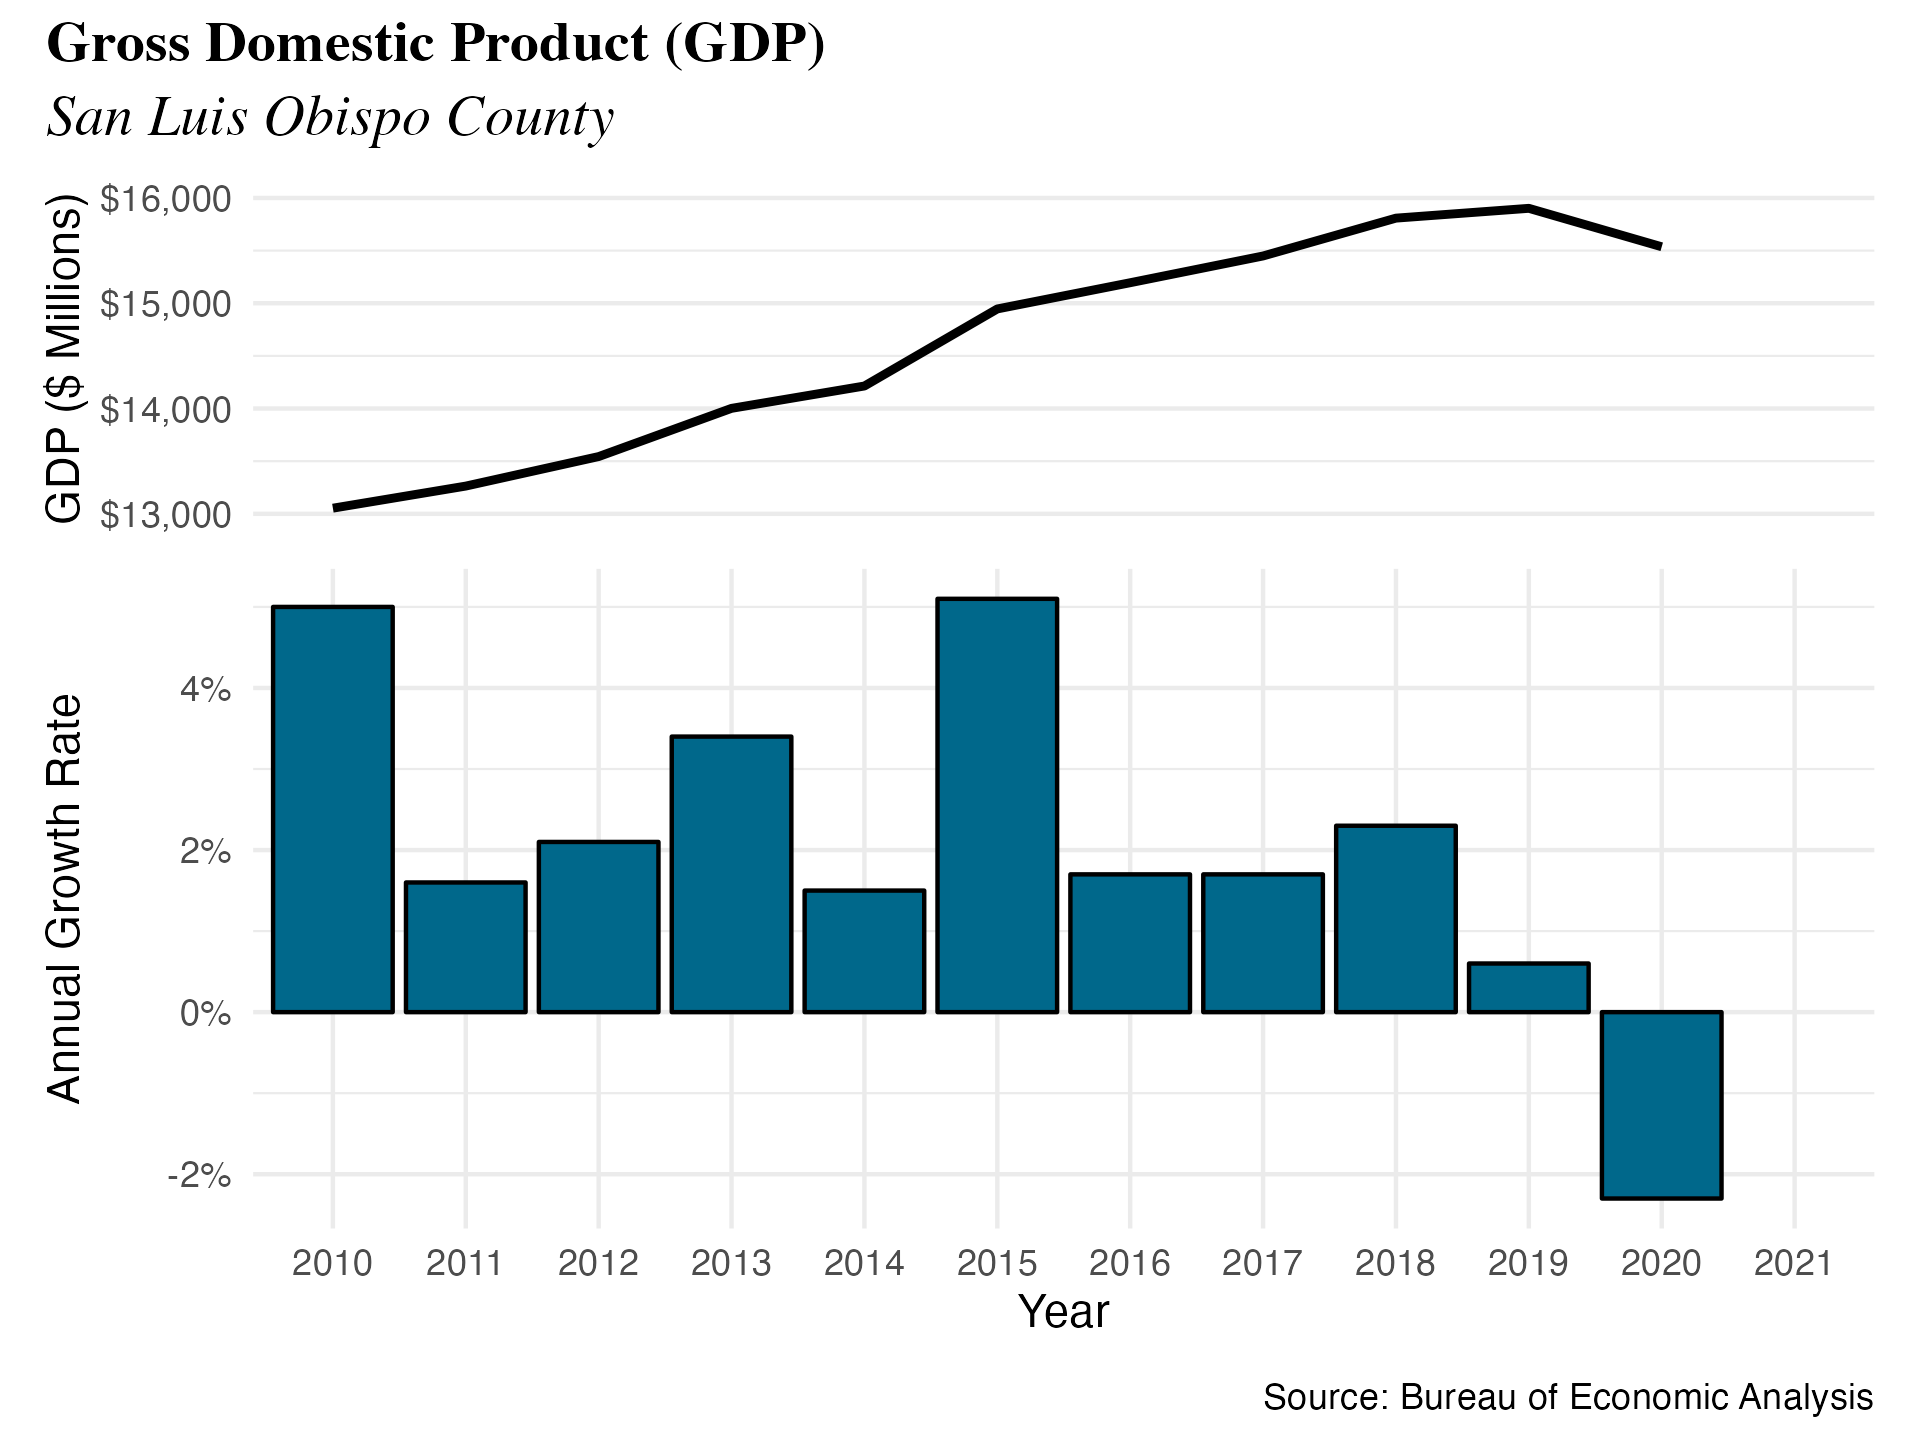 Gross Domestic Product (GDP)
San Luis Obispo County
GDP ($ Millions)
$16,000
$15,000
$14,000
$13,000
Annual Growth Rate
4%
2%
0%
-2%
2010 2011 2012 2013 2014 2015 2016 2017 2018 2019 2020 2021
Year
Source: Bureau of Economic Analysis